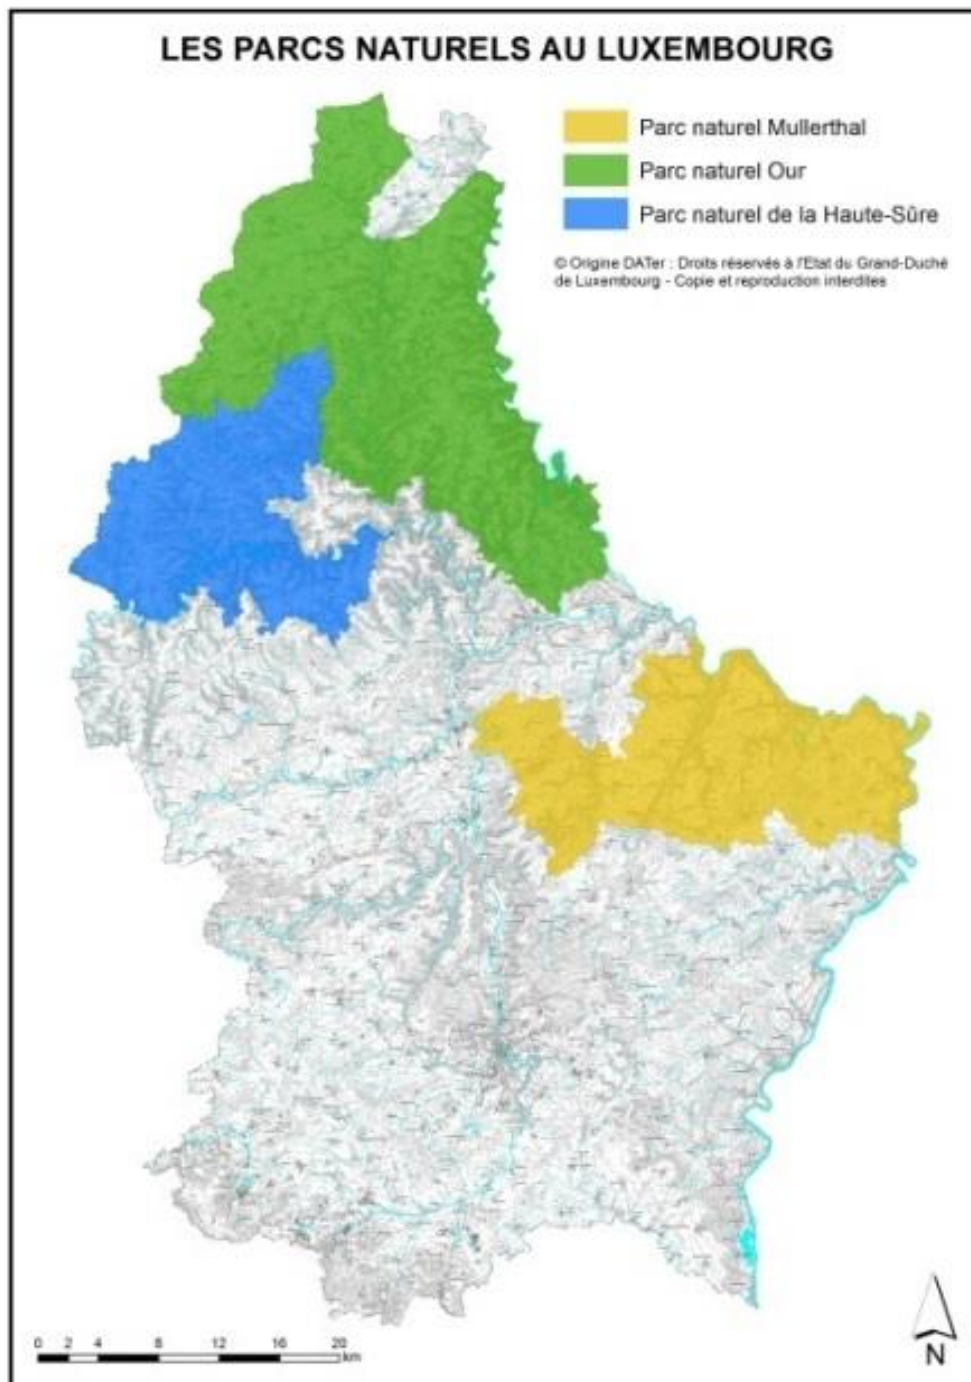 LES PARCS NATURELS AU LUXEMBOURG
Parc naturel Mullerthal
Parc naturel Our
Parc naturel de la Haute-Sûre
© Origine DATer : Droits réservés à l'Etat du Grand-Duché
de Luxembourg - Copie et reproduction interdites
0 2 4 8 12 16 20
km
N